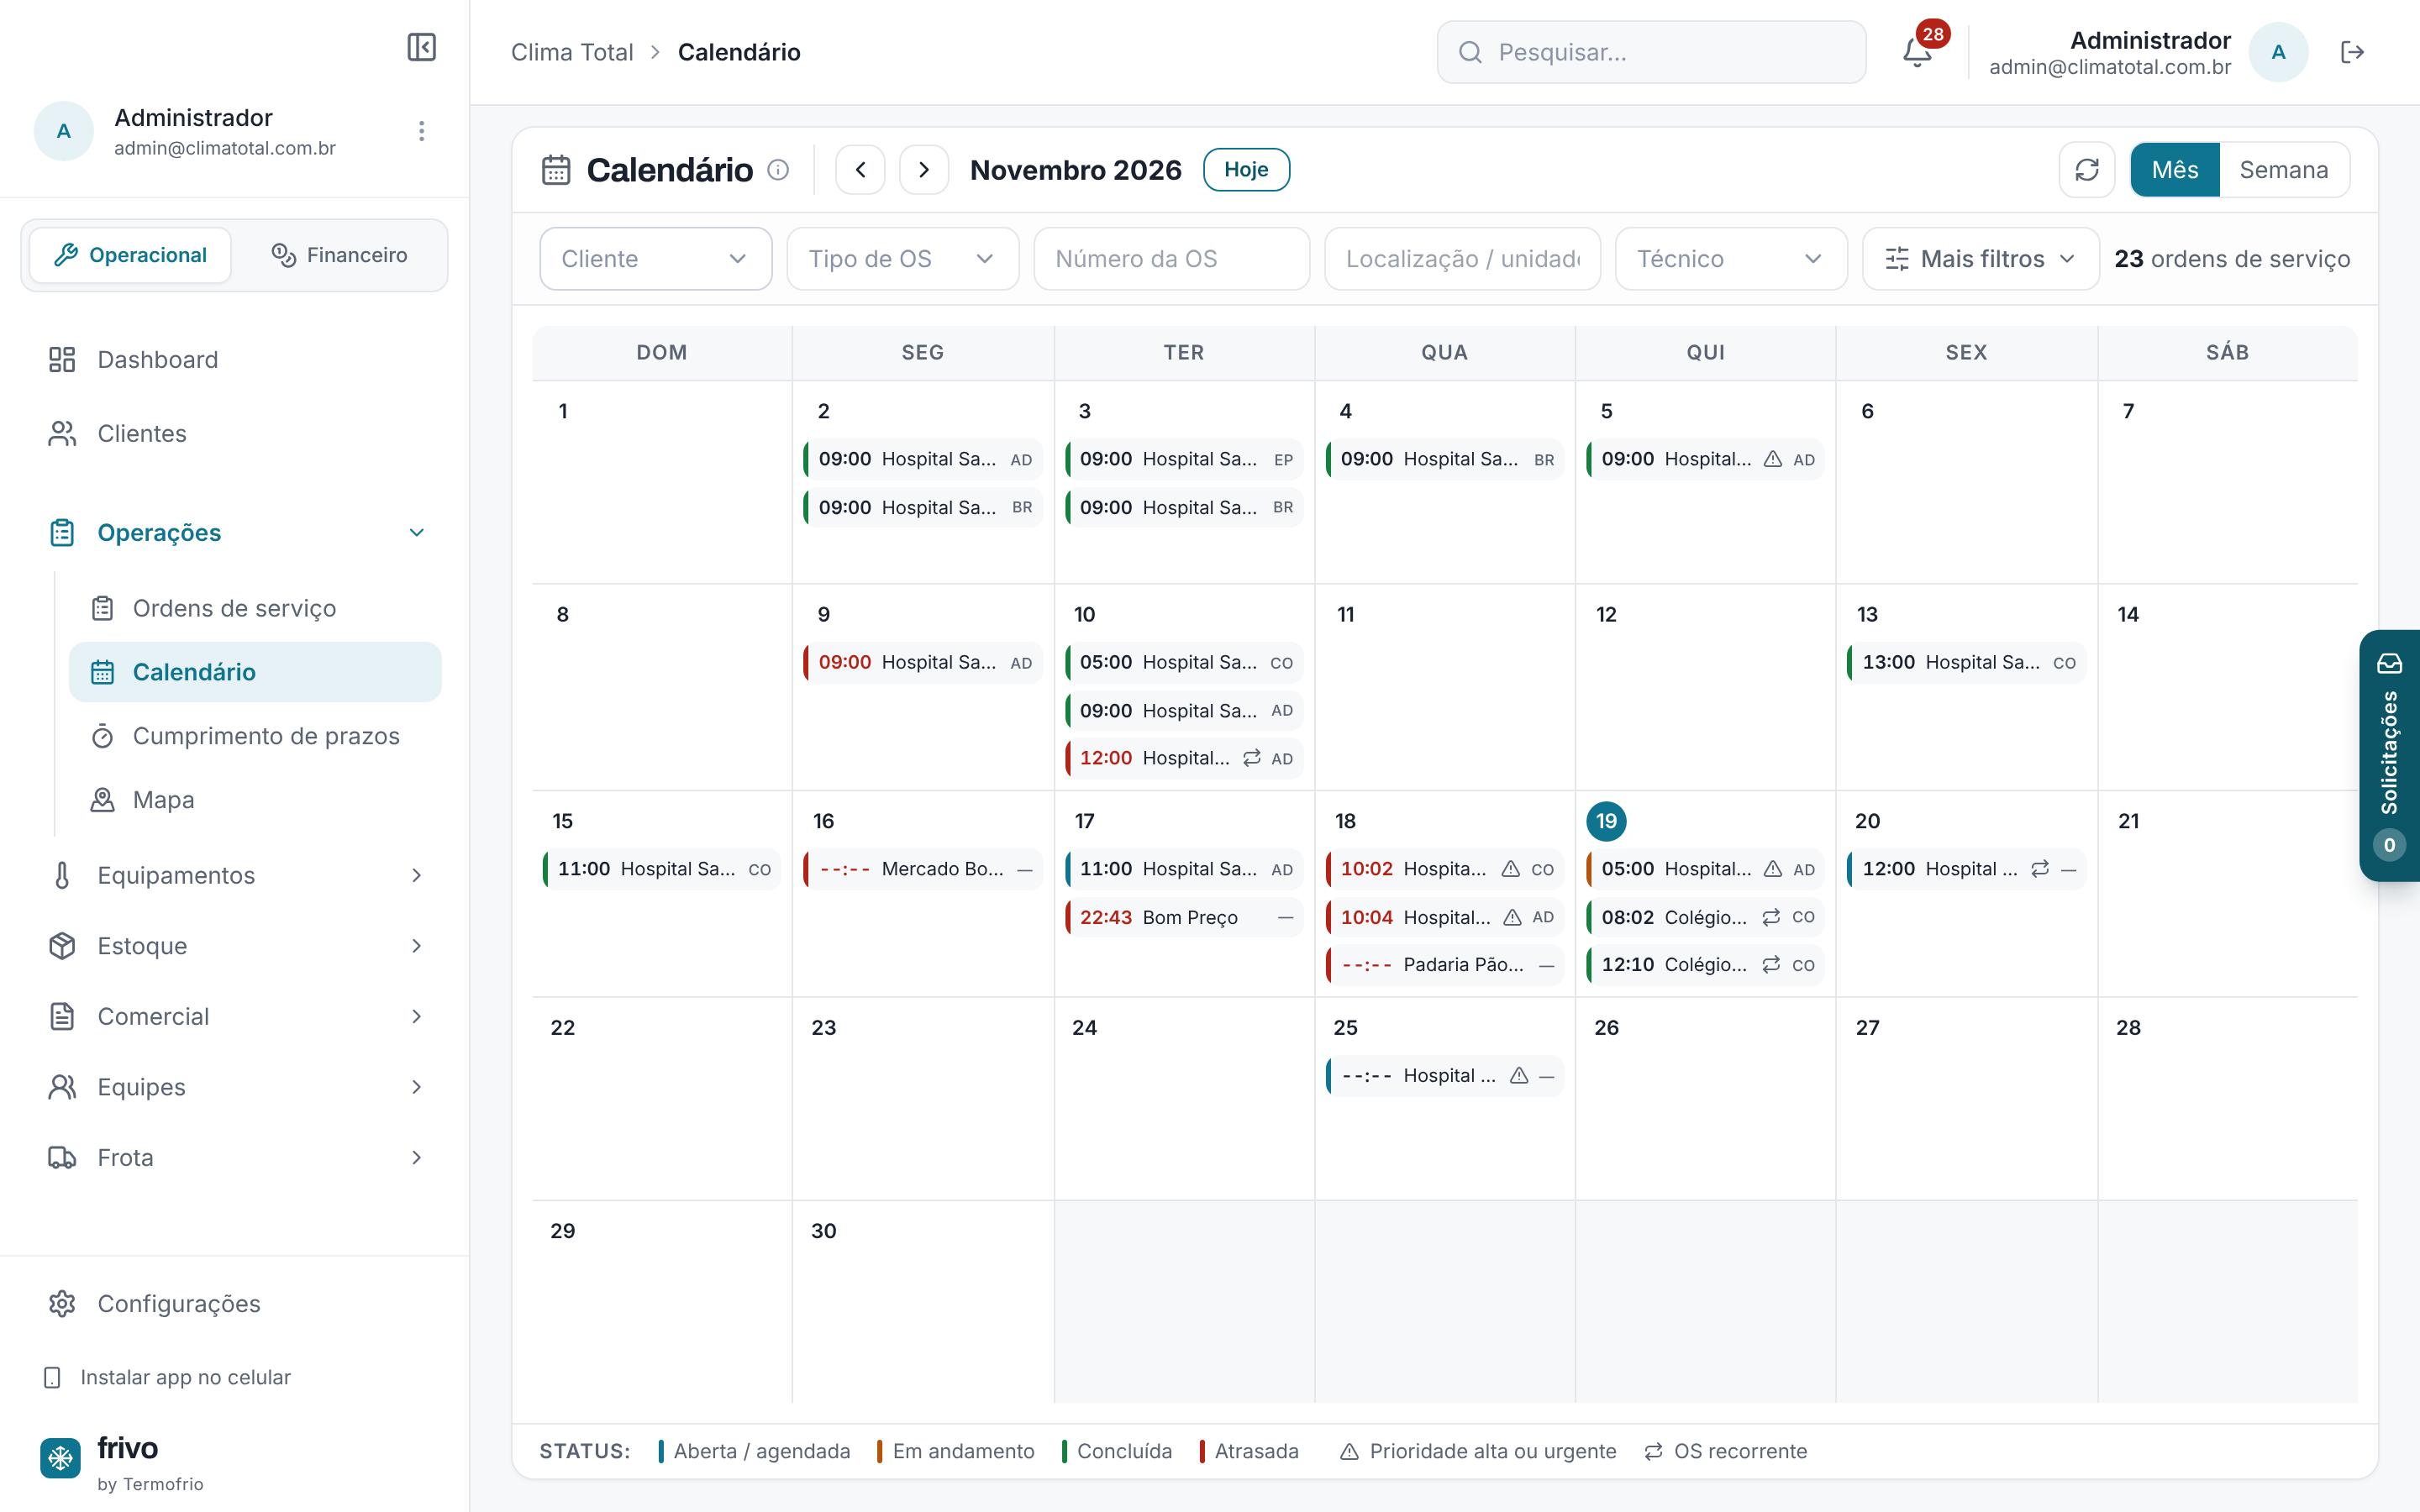 Clima Total > Calendário
Pesquisar...
28
Administrador
admin@climatotal.com.br
A
A
Administrador
admin@climatotal.com.br
Operacional
Financeiro
Dashboard
Clientes
Operações
Ordens de serviço
Calendário
Cumprimento de prazos
Mapa
Equipamentos
Estoque
Comercial
Equipes
Frota
Configurações
Instalar app no celular
frivo
by Termofrio
Calendário
Novembro 2026
Hoje
Mês
Semana
Cliente
Tipo de OS
Número da OS
Localização / unidad
Técnico
Mais filtros
23 ordens de serviço
DOM SEG TER QUA QUI SEX SÁB
1
2
09:00 Hospital Sa... AD
09:00 Hospital Sa... BR
3
09:00 Hospital Sa... EP
09:00 Hospital Sa... BR
4
09:00 Hospital Sa... BR
5
09:00 Hospital... AD
6
7
8
9
09:00 Hospital Sa... AD
10
05:00 Hospital Sa... CO
09:00 Hospital Sa... AD
12:00 Hospital... AD
11
12
13
13:00 Hospital Sa... CO
14
15
11:00 Hospital Sa... CO
16
--:-- Mercado Bo... —
17
11:00 Hospital Sa... AD
22:43 Bom Preço —
18
10:02 Hospita... CO
10:04 Hospital... AD
--:-- Padaria Pão... —
19
05:00 Hospital... AD
08:02 Colégio... CO
12:10 Colégio... CO
20
12:00 Hospital ... —
21
22
23
24
25
--:-- Hospital ... —
26
27
28
29
30
STATUS: Aberta / agendada Em andamento Concluída Atrasada Prioridade alta ou urgente OS recorrente
Solicitações
0